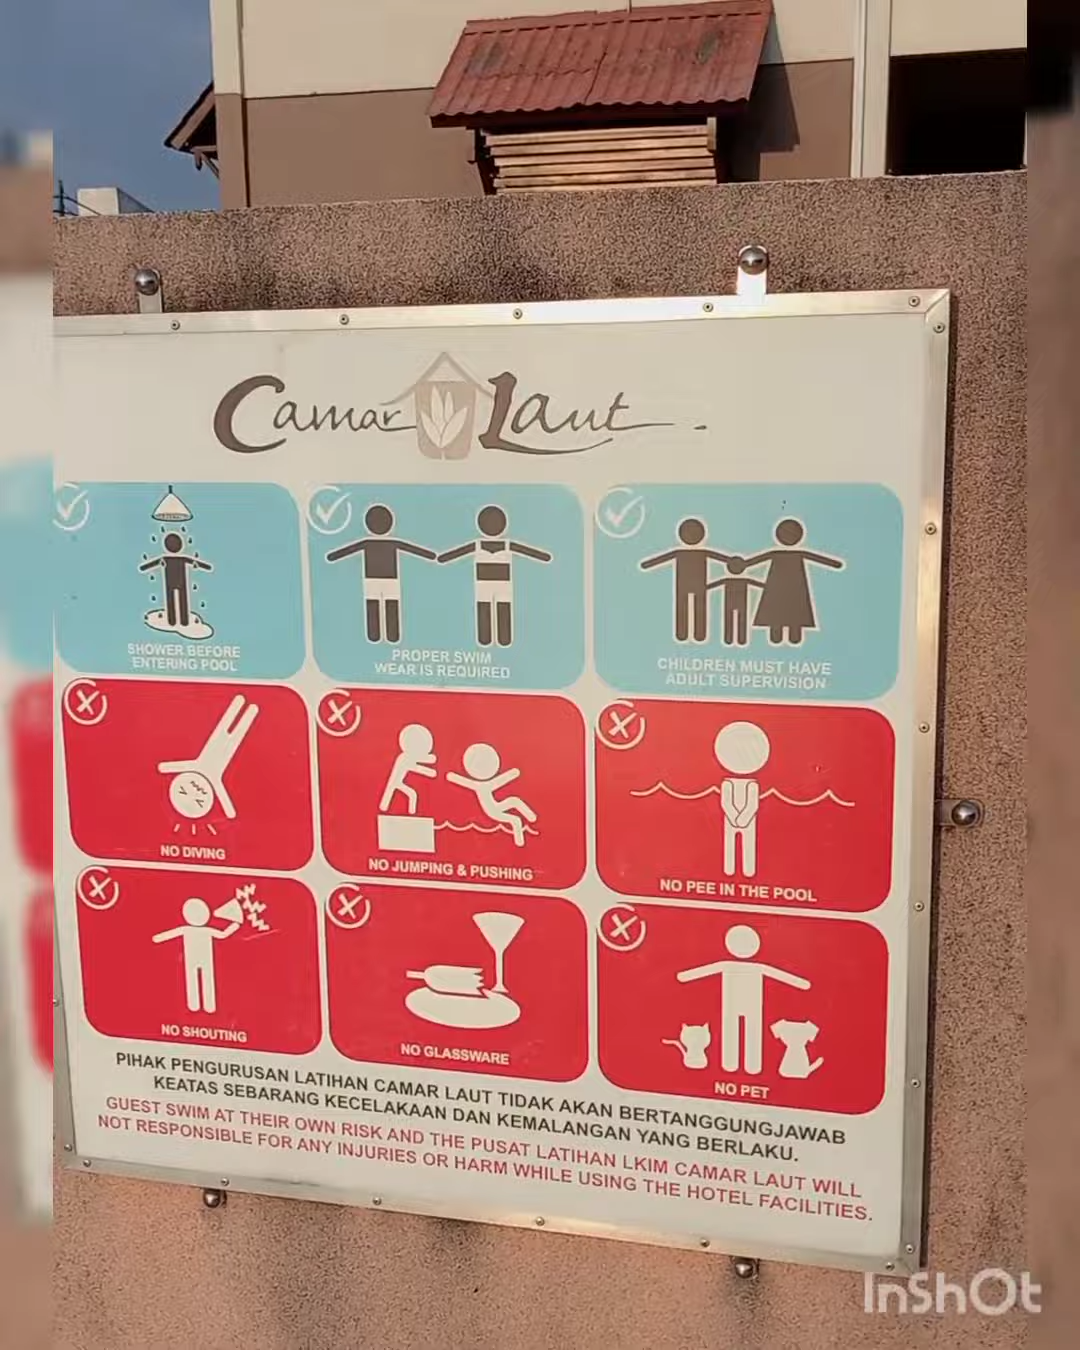 Camar Laut
SHOWER BEFORE
ENTERING POOL
PROPER SWIM
WEAR IS REQUIRED
CHILDREN MUST HAVE
ADULT SUPERVISION
NO DIVING
NO JUMPING & PUSHING
NO PEE IN THE POOL
NO SHOUTING
NO GLASSWARE
NO PET
PIHAK PENGURUSAN LATIHAN CAMAR LAUT TIDAK AKAN BERTANGGUNGJAWAB
KEATAS SEBARANG KECELAKAAN DAN KEMALANGAN YANG BERLAKU.
GUEST SWIM AT THEIR OWN RISK AND THE PUSAT LATIHAN LKIM CAMAR LAUT WILL
NOT RESPONSIBLE FOR ANY INJURIES OR HARM WHILE USING THE HOTEL FACILITIES.
InShOt